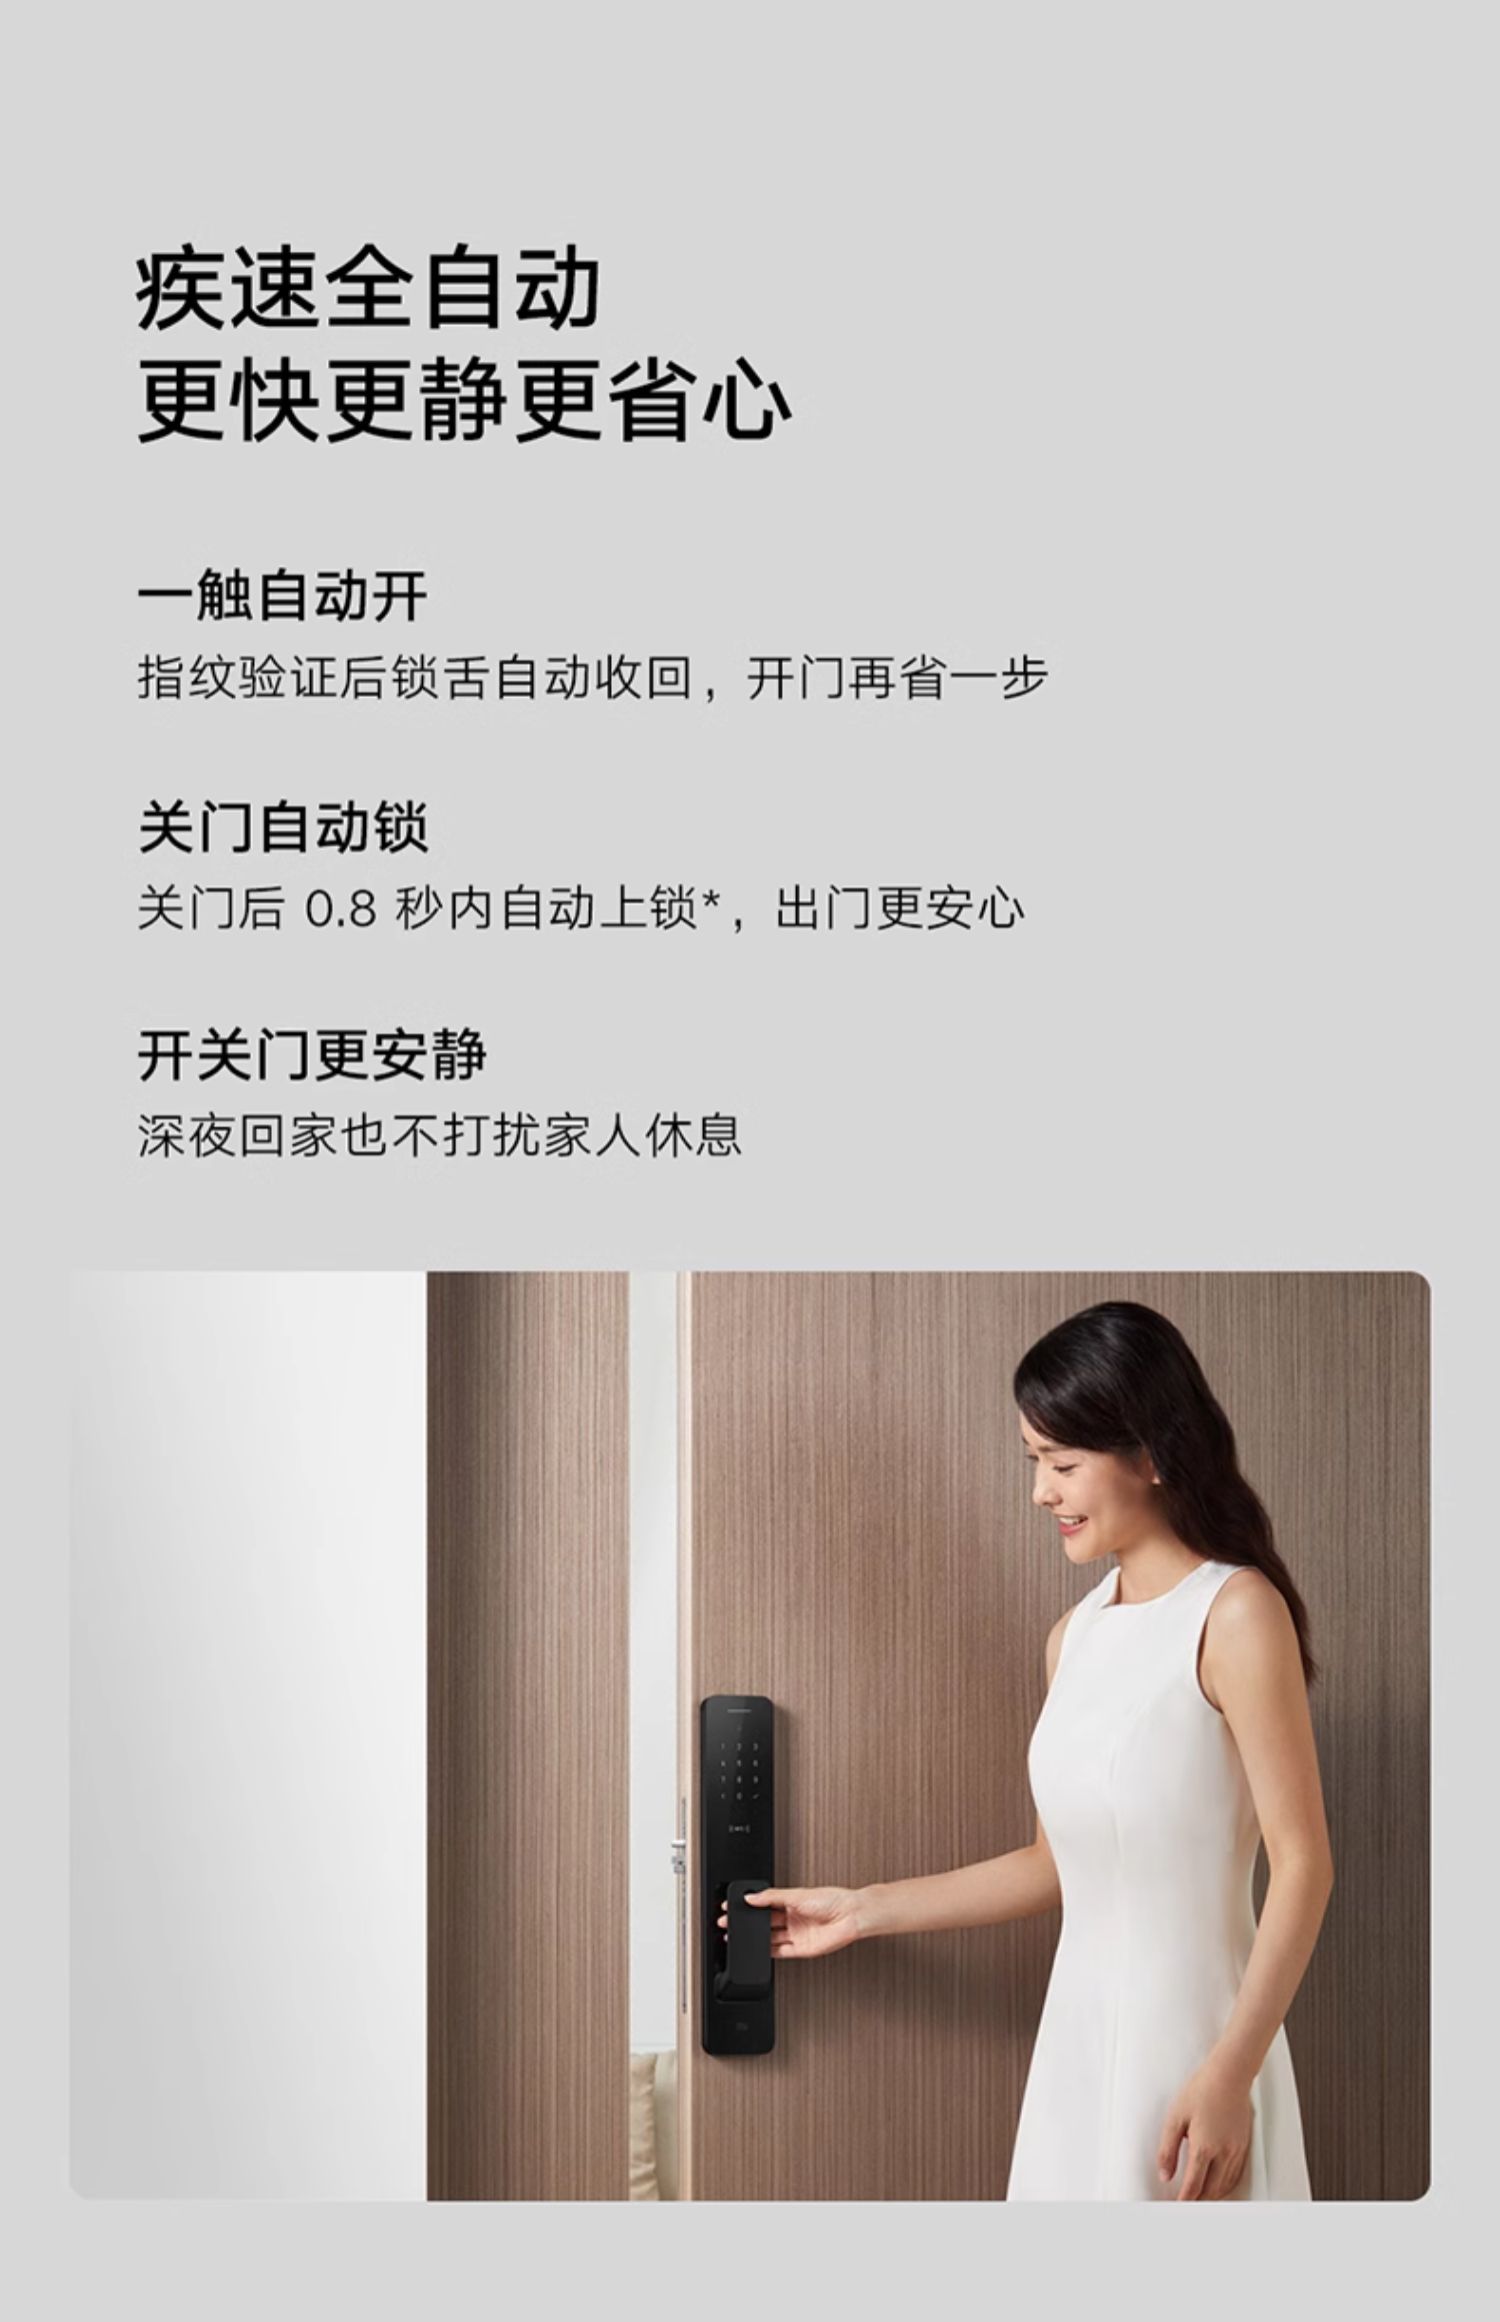 疾速全自动
更快更静更省心
一触自动开
指纹验证后锁舌自动收回，开门再省一步
关门自动锁
关门后 0.8 秒内自动上锁*，出门更安心
开关门更安静
深夜回家也不打扰家人休息